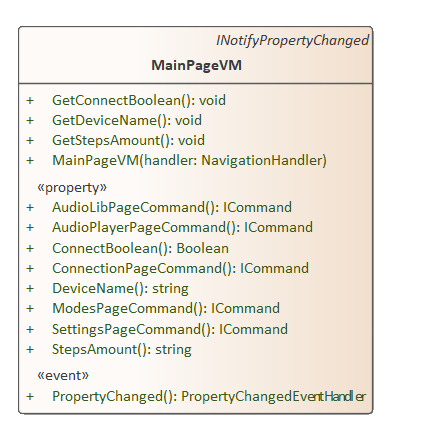 INotifyPropertyChanged
MainPageVM
+ GetConnectBoolean(): void
+ GetDeviceName(): void
+ GetStepsAmount(): void
+ MainPageVM(handler: NavigationHandler)
«property»
+ AudioLibPageCommand(): ICommand
+ AudioPlayerPageCommand(): ICommand
+ ConnectBoolean(): Boolean
+ ConnectionPageCommand(): ICommand
+ DeviceName(): string
+ ModesPageCommand(): ICommand
+ SettingsPageCommand(): ICommand
+ StepsAmount(): string
«event»
+ PropertyChanged(): PropertyChangedEventHandler